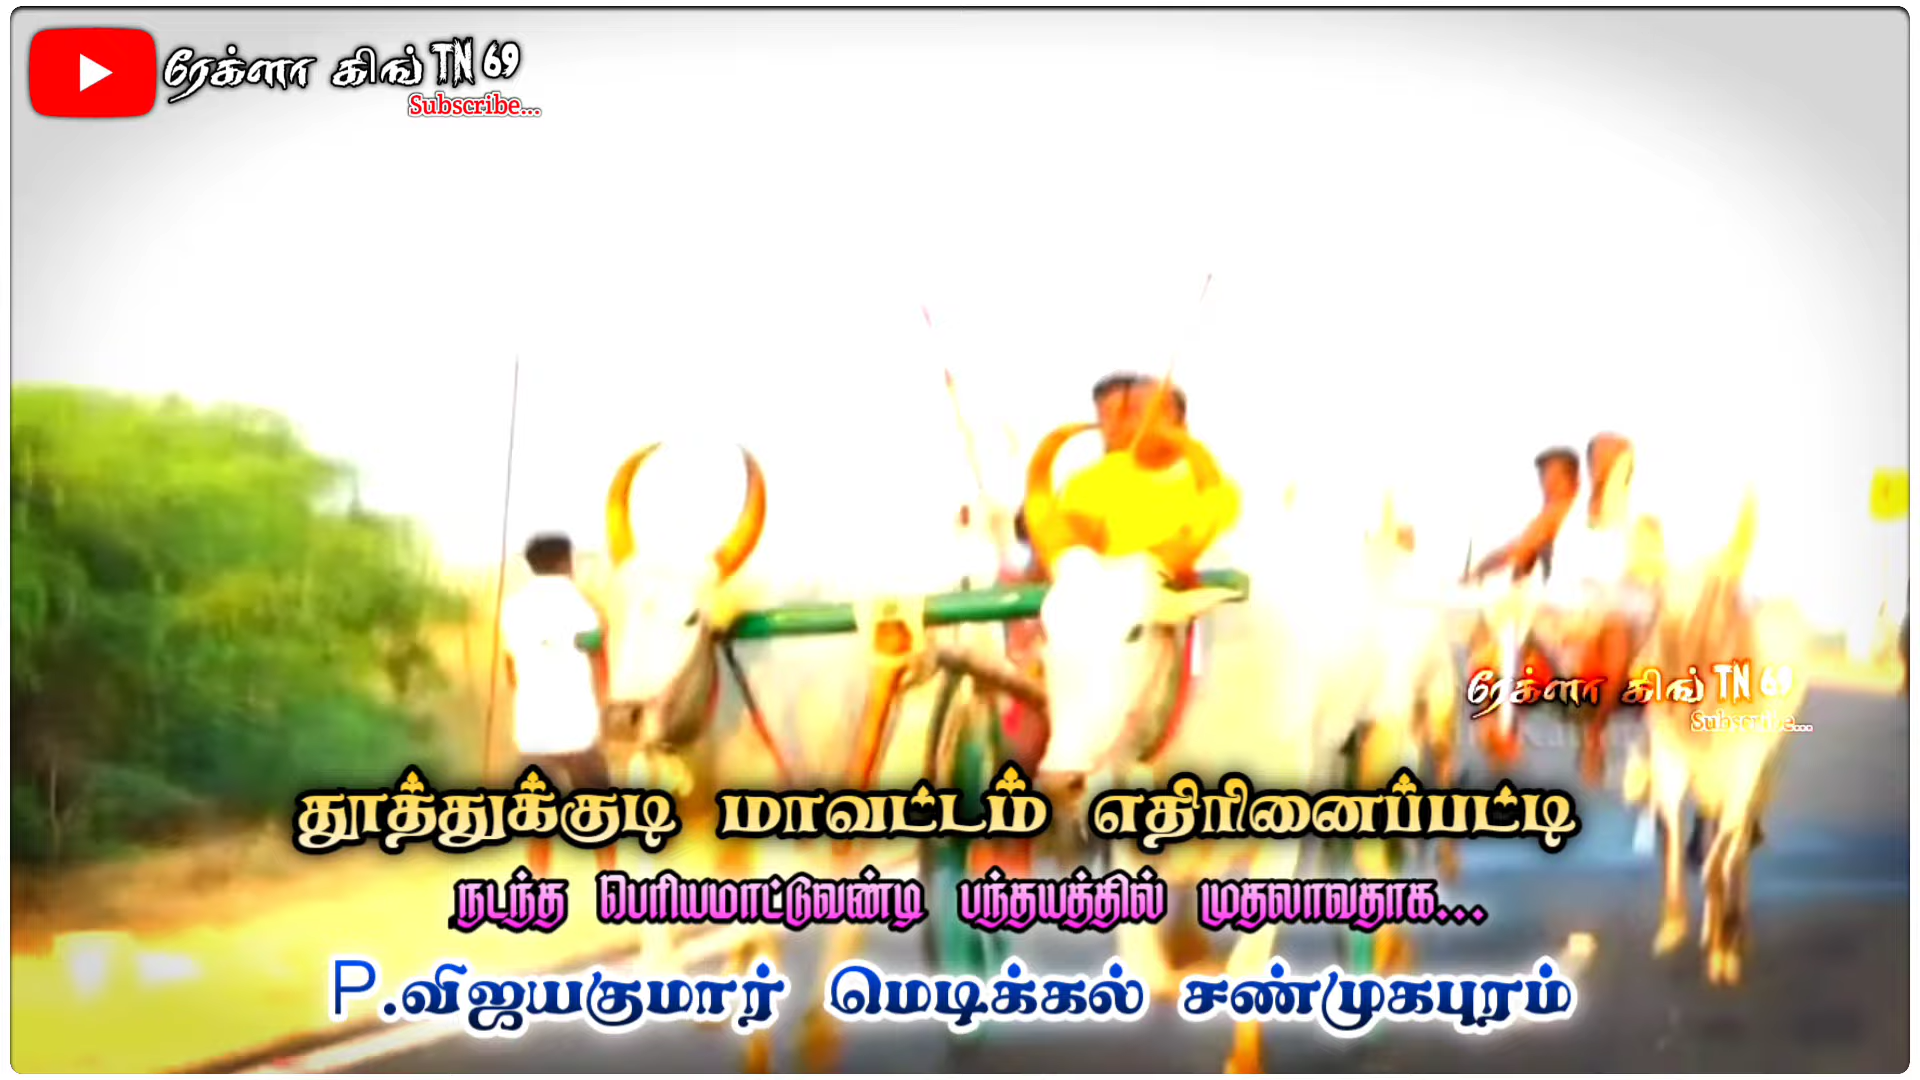 ரேக்ளா கிங் TN 69
Subscribe...
ரேக்ளா கிங் TN 69
Subscribe...
தூத்துக்குடி மாவட்டம் எதிரினைப்பட்டி
நடந்த பெரியமாட்டுவண்டி பந்தயத்தில் முதலாவதாக...
P.விஜயகுமார் மெடிக்கல் சண்முகபுரம்